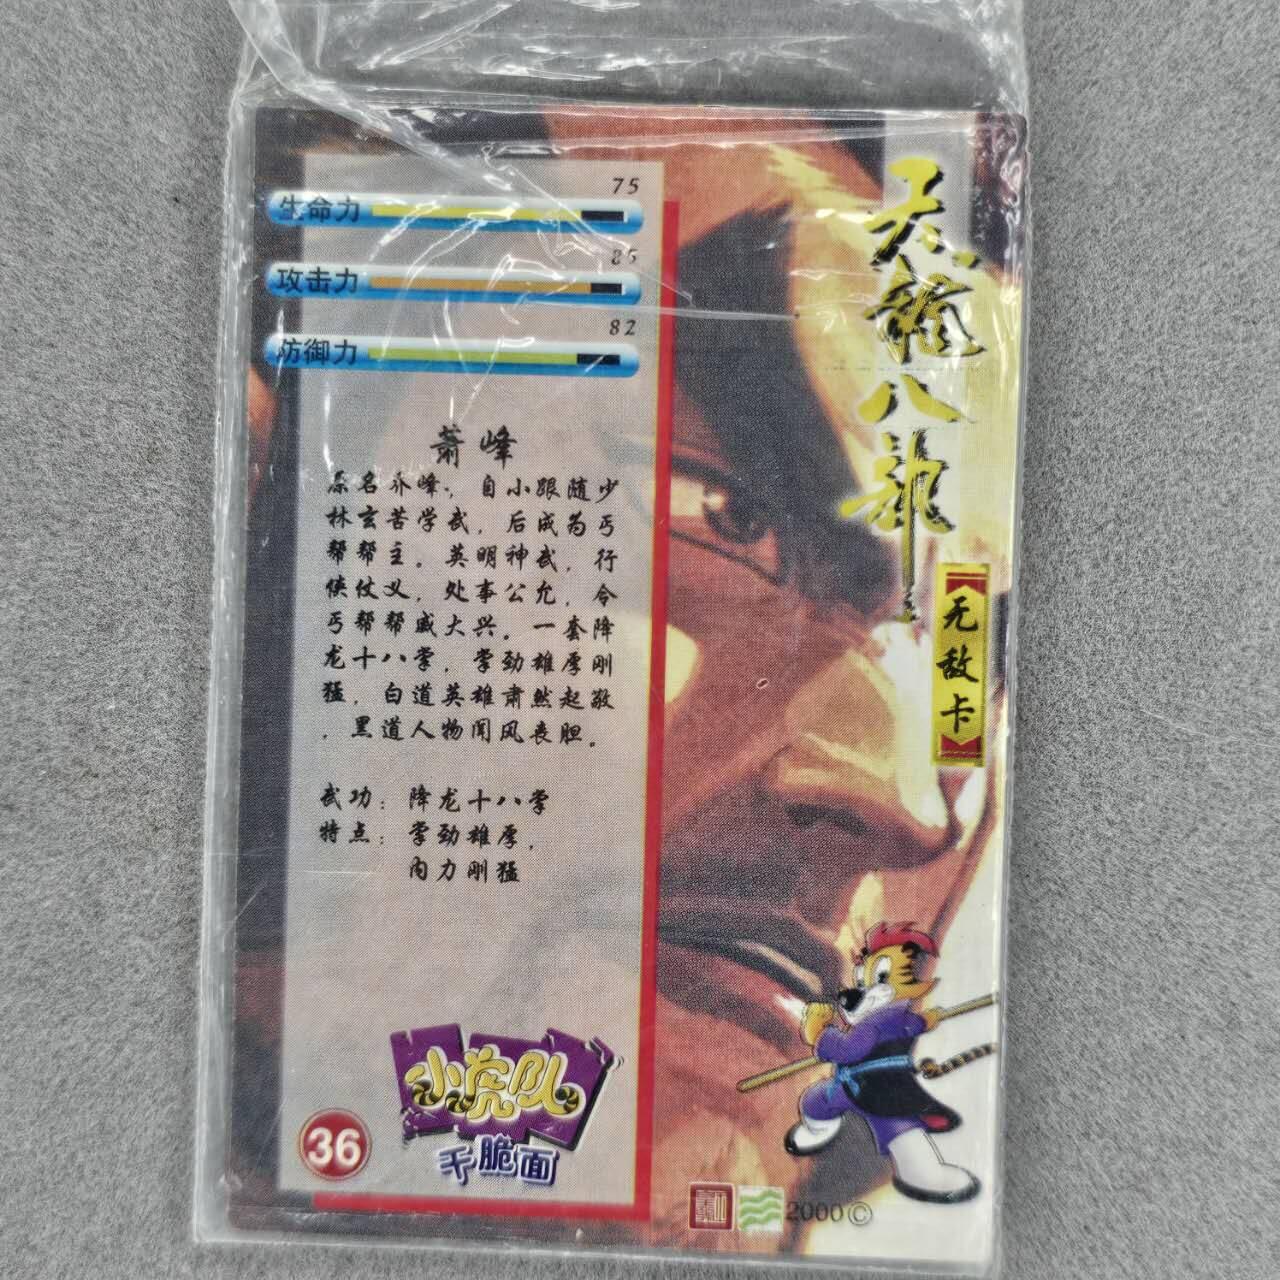 75
生命力
85
攻击力
82
防御力
萧峰
原名乔峰，自小跟随少
林玄苦学武，后成为丐
帮帮主。英明神武，行
侠仗义，处事公允，令
丐帮帮威大兴。一套降
龙十八掌，掌劲雄厚刚
猛，白道英雄肃然起敬
，黑道人物闻风丧胆。
武功：降龙十八掌
特点：掌劲雄厚，
内力刚猛
天龍八部
无敌卡
小虎队
干脆面
36
2000©